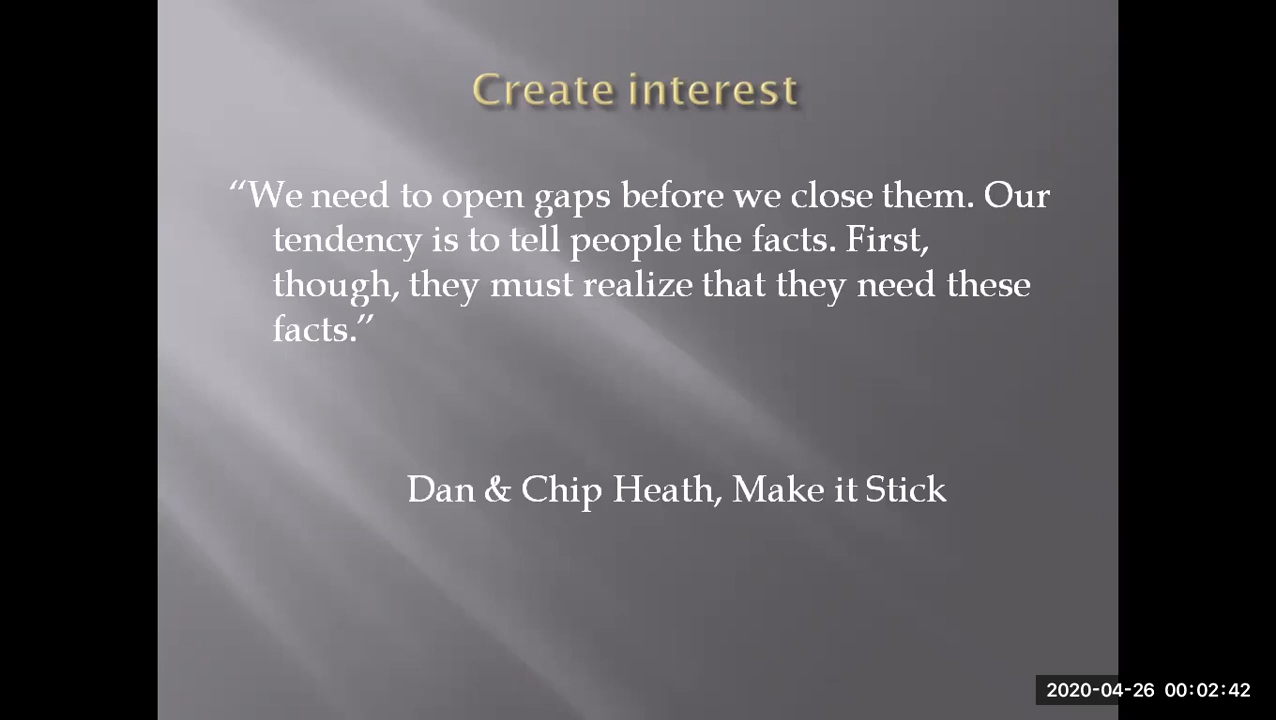 Create interest
“We need to open gaps before we close them. Our
tendency is to tell people the facts. First,
though, they must realize that they need these
facts.”
Dan & Chip Heath, Make it Stick
2020-04-26 00:02:42